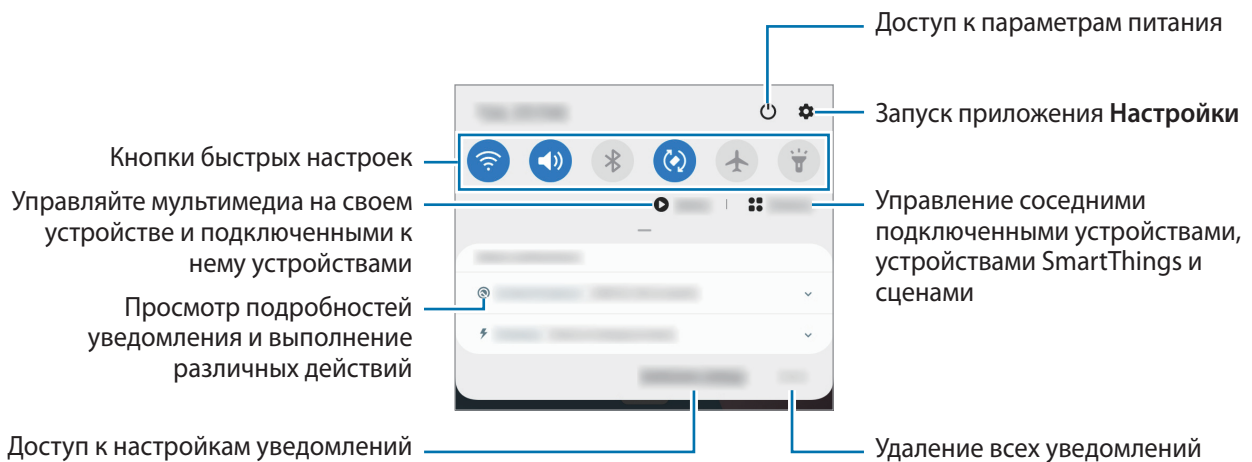 Доступ к параметрам питания
Запуск приложения Настройки
Кнопки быстрых настроек
Управляйте мультимедиа на своем
устройстве и подключенными к
нему устройствами
Управление соседними
подключенными устройствами,
устройствами SmartThings и
сценами
Просмотр подробностей
уведомления и выполнение
различных действий
Доступ к настройкам уведомлений
Удаление всех уведомлений